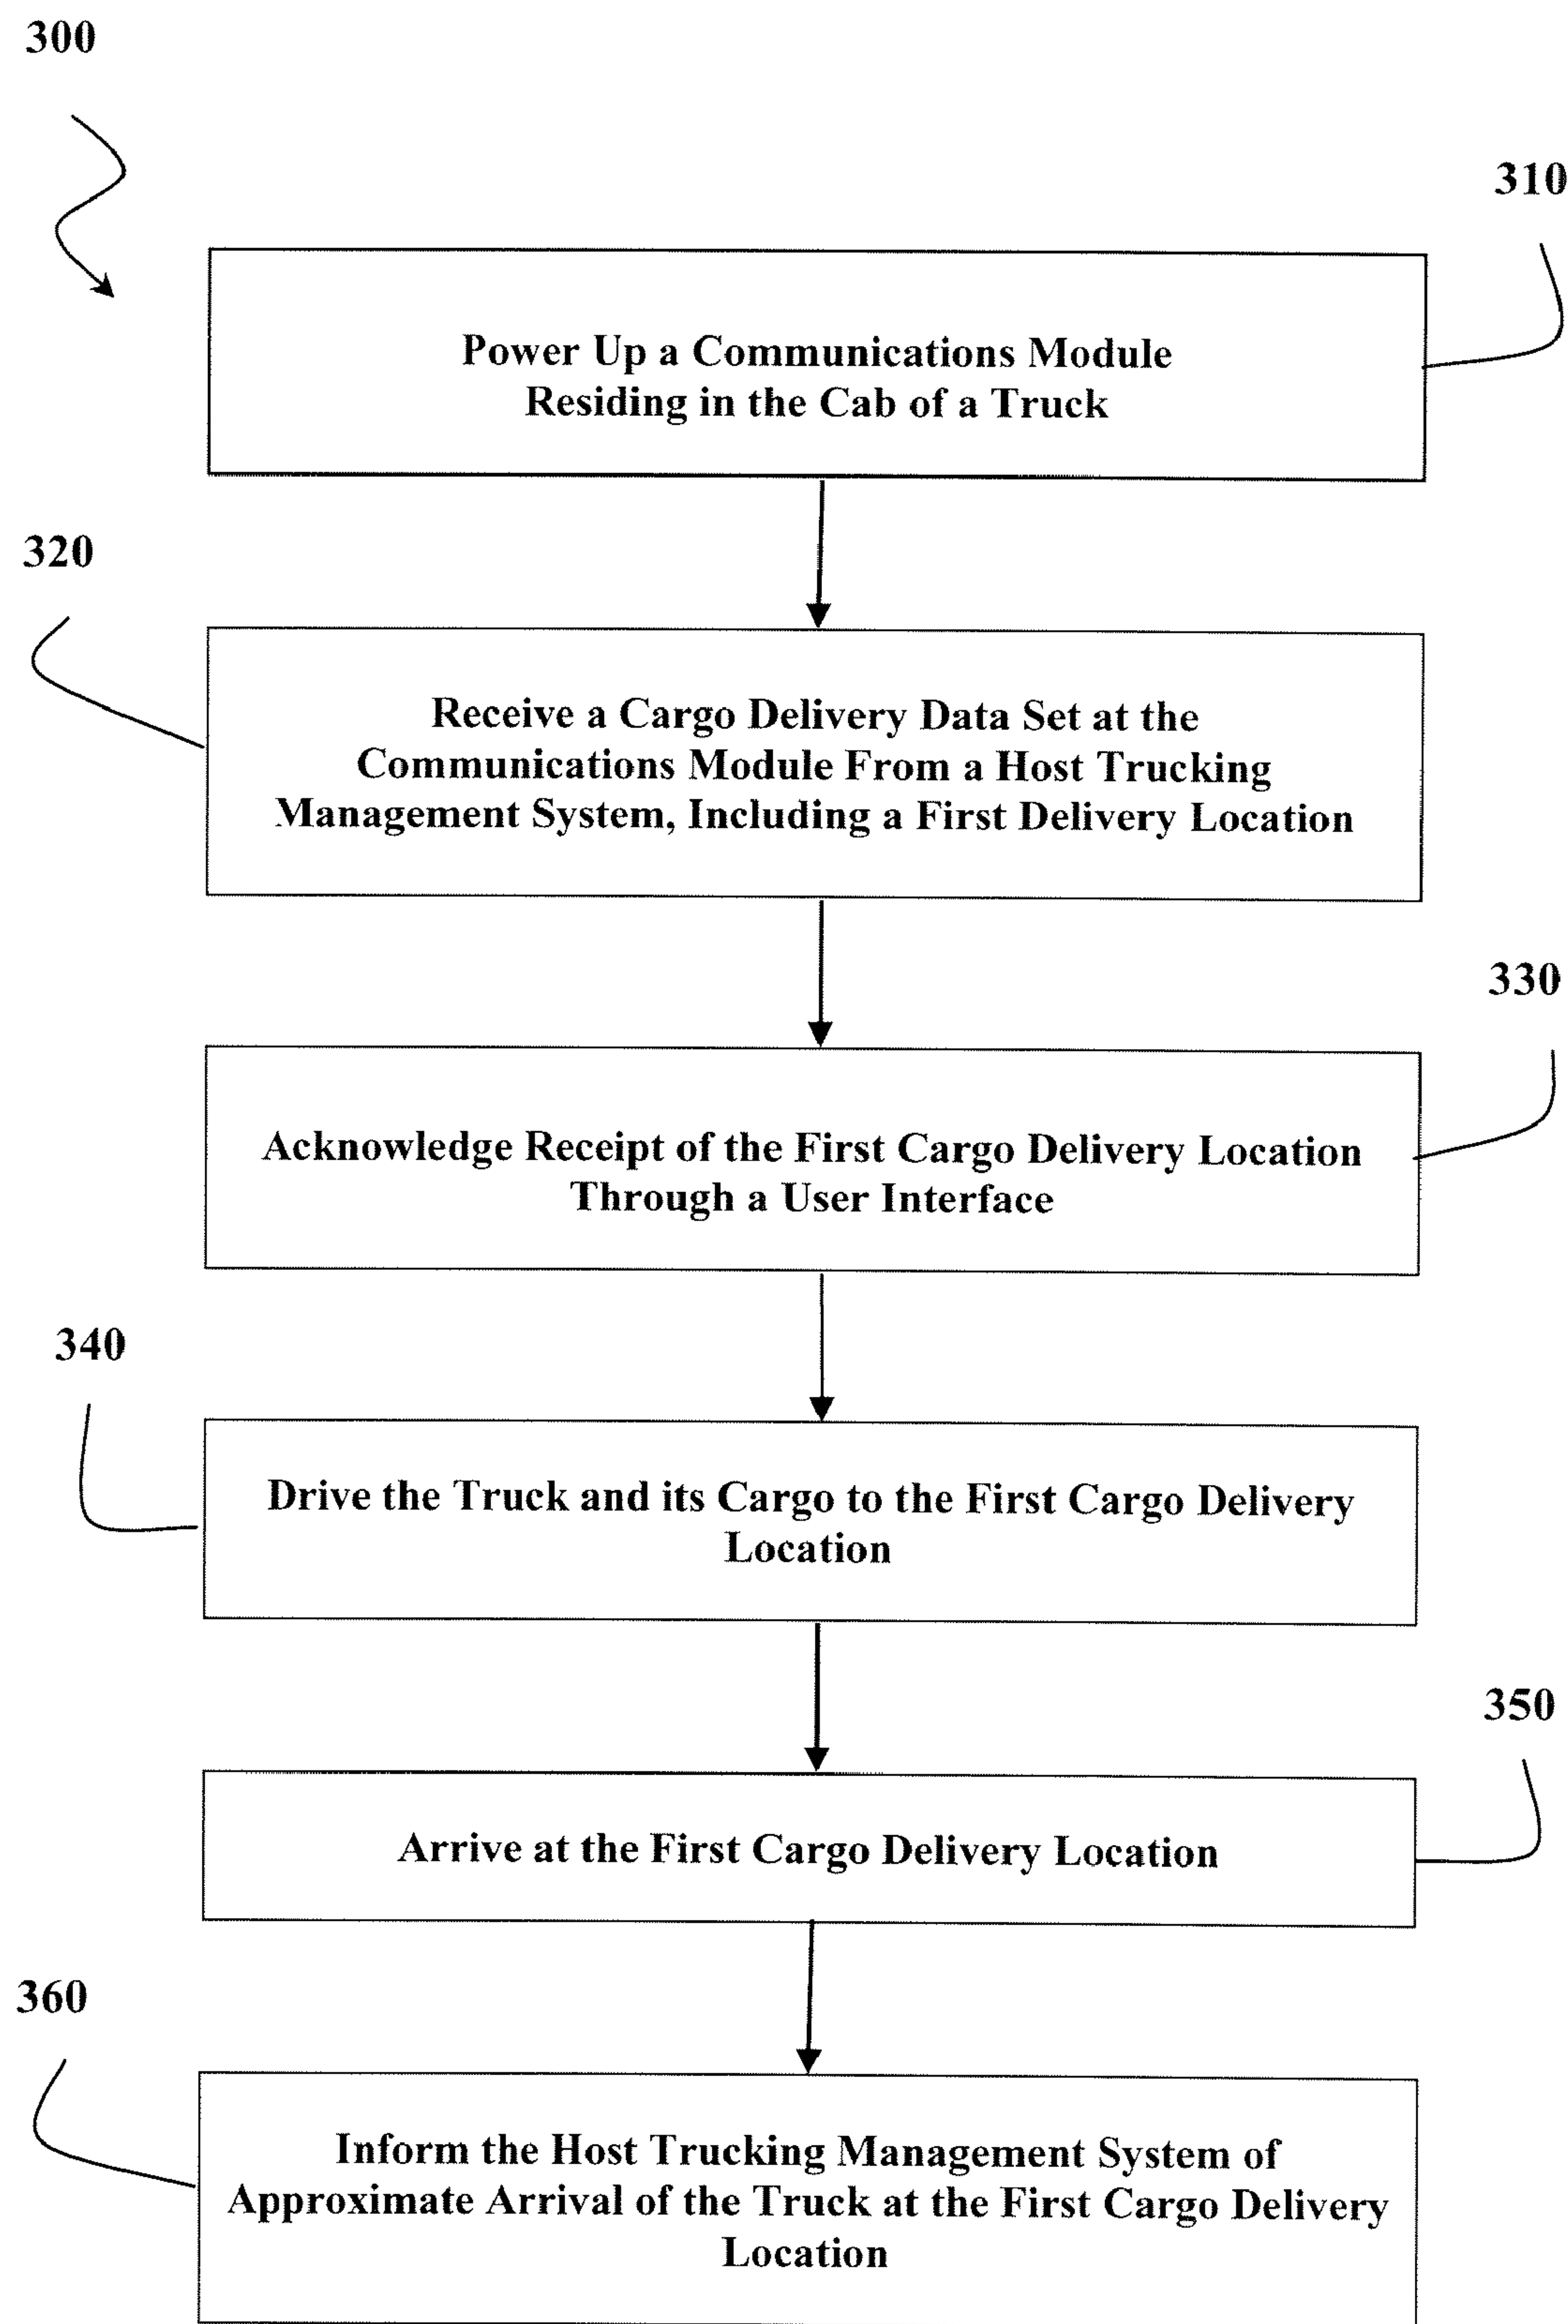 300
310
Power Up a Communications Module
Residing in the Cab of a Truck
320
Receive a Cargo Delivery Data Set at the
Communications Module From a Host Trucking
Management System, Including a First Delivery Location
330
Acknowledge Receipt of the First Cargo Delivery Location
Through a User Interface
340
Drive the Truck and its Cargo to the First Cargo Delivery
Location
350
Arrive at the First Cargo Delivery Location
360
Inform the Host Trucking Management System of
Approximate Arrival of the Truck at the First Cargo Delivery
Location